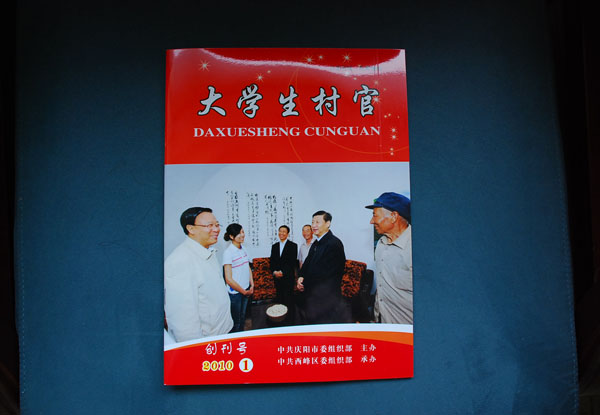 大学生村官
DAXUESHENG CUNGUAN
创刊号
2010 1
中共庆阳市委组织部 主办
中共西峰区委组织部 承办